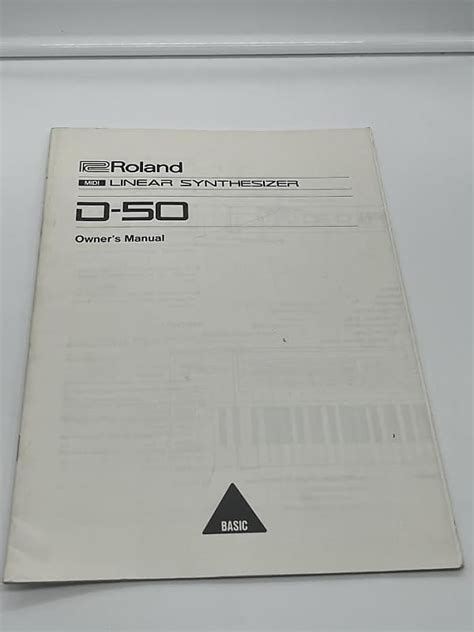 Roland
MIDI LINEAR SYNTHESIZER
D-50
Owner's Manual
BASIC